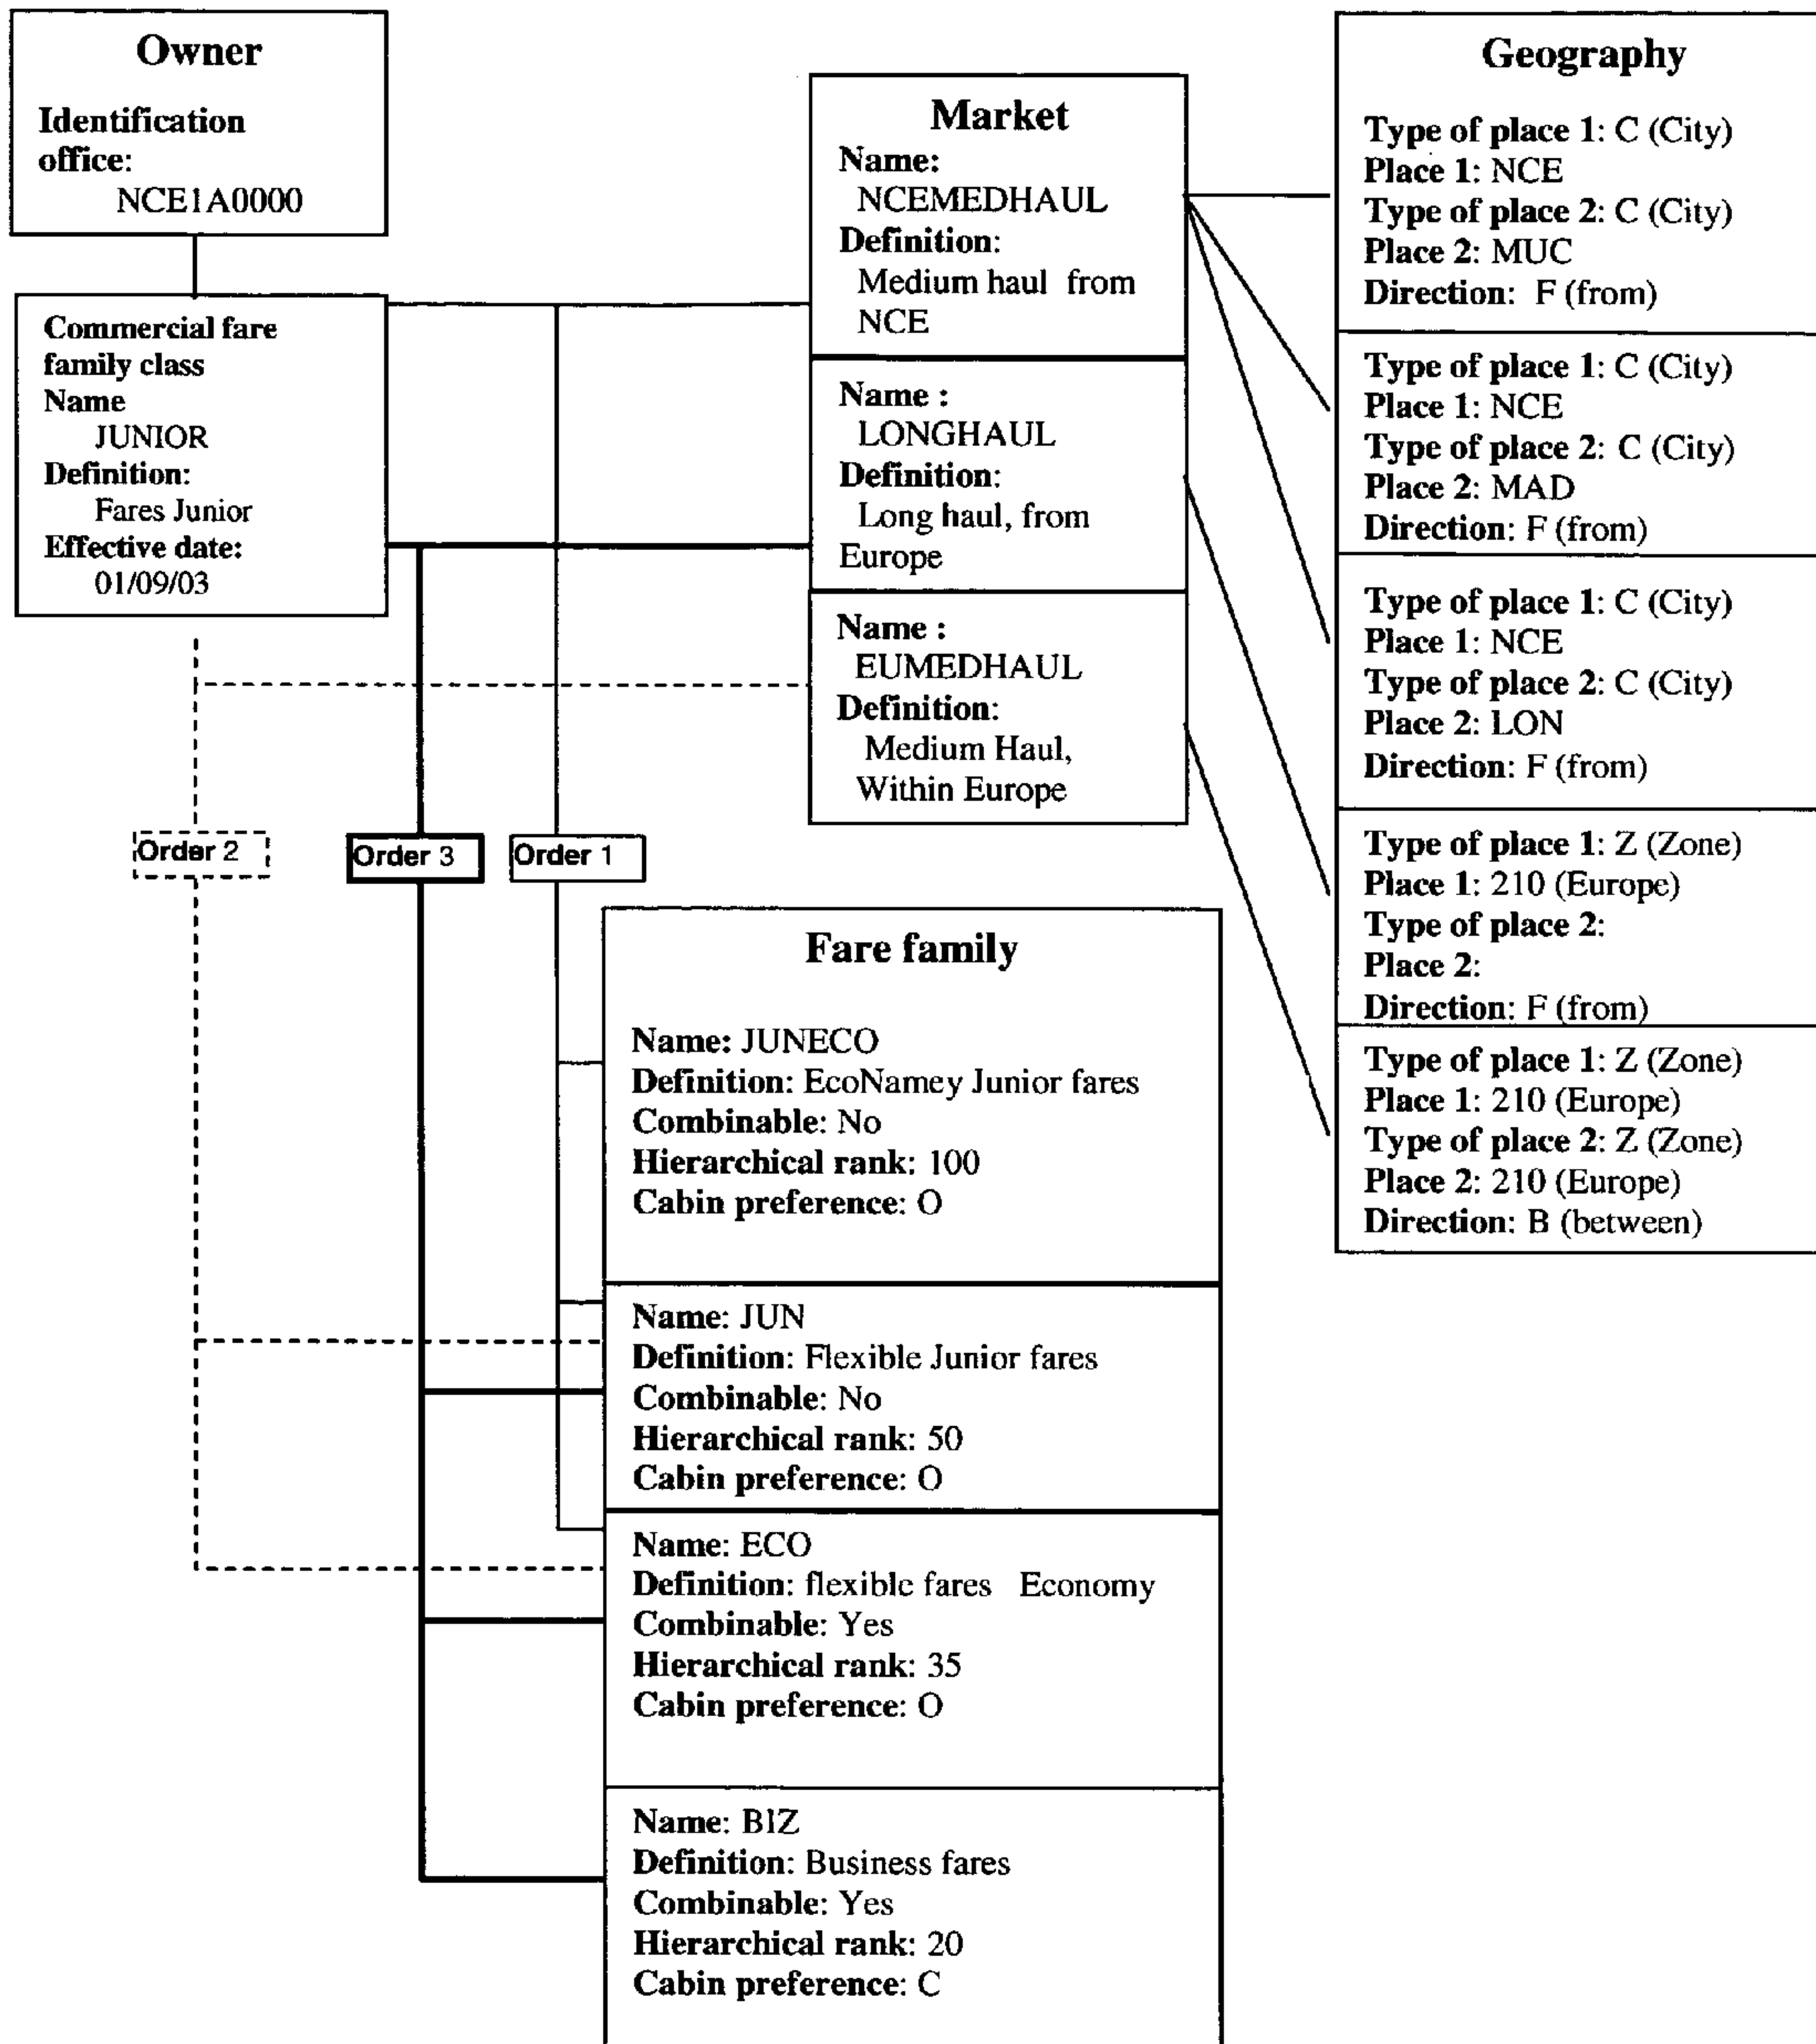 Owner
Identification
office:
NCE1A0000
Commercial fare
family class
Name
JUNIOR
Definition:
Fares Junior
Effective date:
01/09/03
Market
Name:
NCEMEDHAUL
Definition:
Medium haul from
NCE
Name :
LONGHAUL
Definition:
Long haul, from
Europe
Name :
EUMEDHAUL
Definition:
Medium Haul,
Within Europe
Geography
Type of place 1: C (City)
Place 1: NCE
Type of place 2: C (City)
Place 2: MUC
Direction: F (from)
Type of place 1: C (City)
Place 1: NCE
Type of place 2: C (City)
Place 2: MAD
Direction: F (from)
Type of place 1: C (City)
Place 1: NCE
Type of place 2: C (City)
Place 2: LON
Direction: F (from)
Type of place 1: Z (Zone)
Place 1: 210 (Europe)
Type of place 2:
Place 2:
Direction: F (from)
Type of place 1: Z (Zone)
Place 1: 210 (Europe)
Type of place 2: Z (Zone)
Place 2: 210 (Europe)
Direction: B (between)
Order 2
Order 3
Order 1
Fare family
Name: JUNECO
Definition: EcoNamey Junior fares
Combinable: No
Hierarchical rank: 100
Cabin preference: O
Name: JUN
Definition: Flexible Junior fares
Combinable: No
Hierarchical rank: 50
Cabin preference: O
Name: ECO
Definition: flexible fares Economy
Combinable: Yes
Hierarchical rank: 35
Cabin preference: O
Name: BIZ
Definition: Business fares
Combinable: Yes
Hierarchical rank: 20
Cabin preference: C